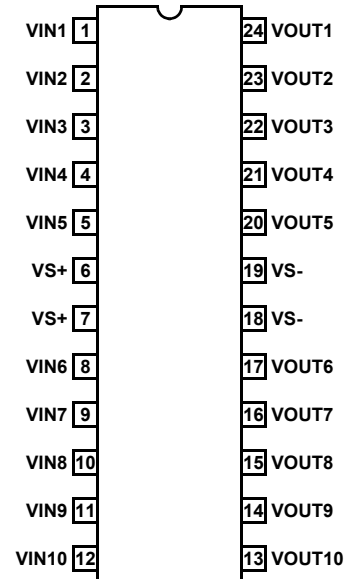 VIN1 1 24 VOUT1
VIN2 2 23 VOUT2
VIN3 3 22 VOUT3
VIN4 4 21 VOUT4
VIN5 5 20 VOUT5
VS+ 6 19 VS-
VS+ 7 18 VS-
VIN6 8 17 VOUT6
VIN7 9 16 VOUT7
VIN8 10 15 VOUT8
VIN9 11 14 VOUT9
VIN10 12 13 VOUT10